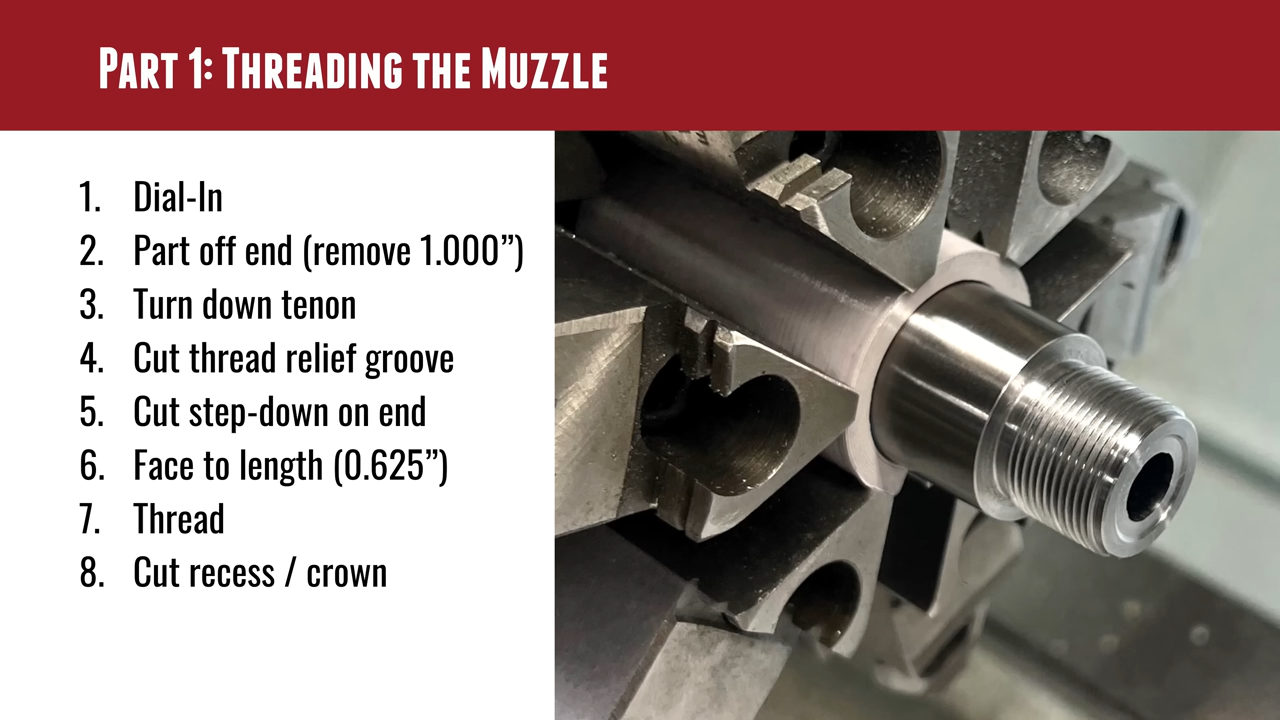 Part 1: Threading the Muzzle
1. Dial-In
2. Part off end (remove 1.000”)
3. Turn down tenon
4. Cut thread relief groove
5. Cut step-down on end
6. Face to length (0.625”)
7. Thread
8. Cut recess / crown